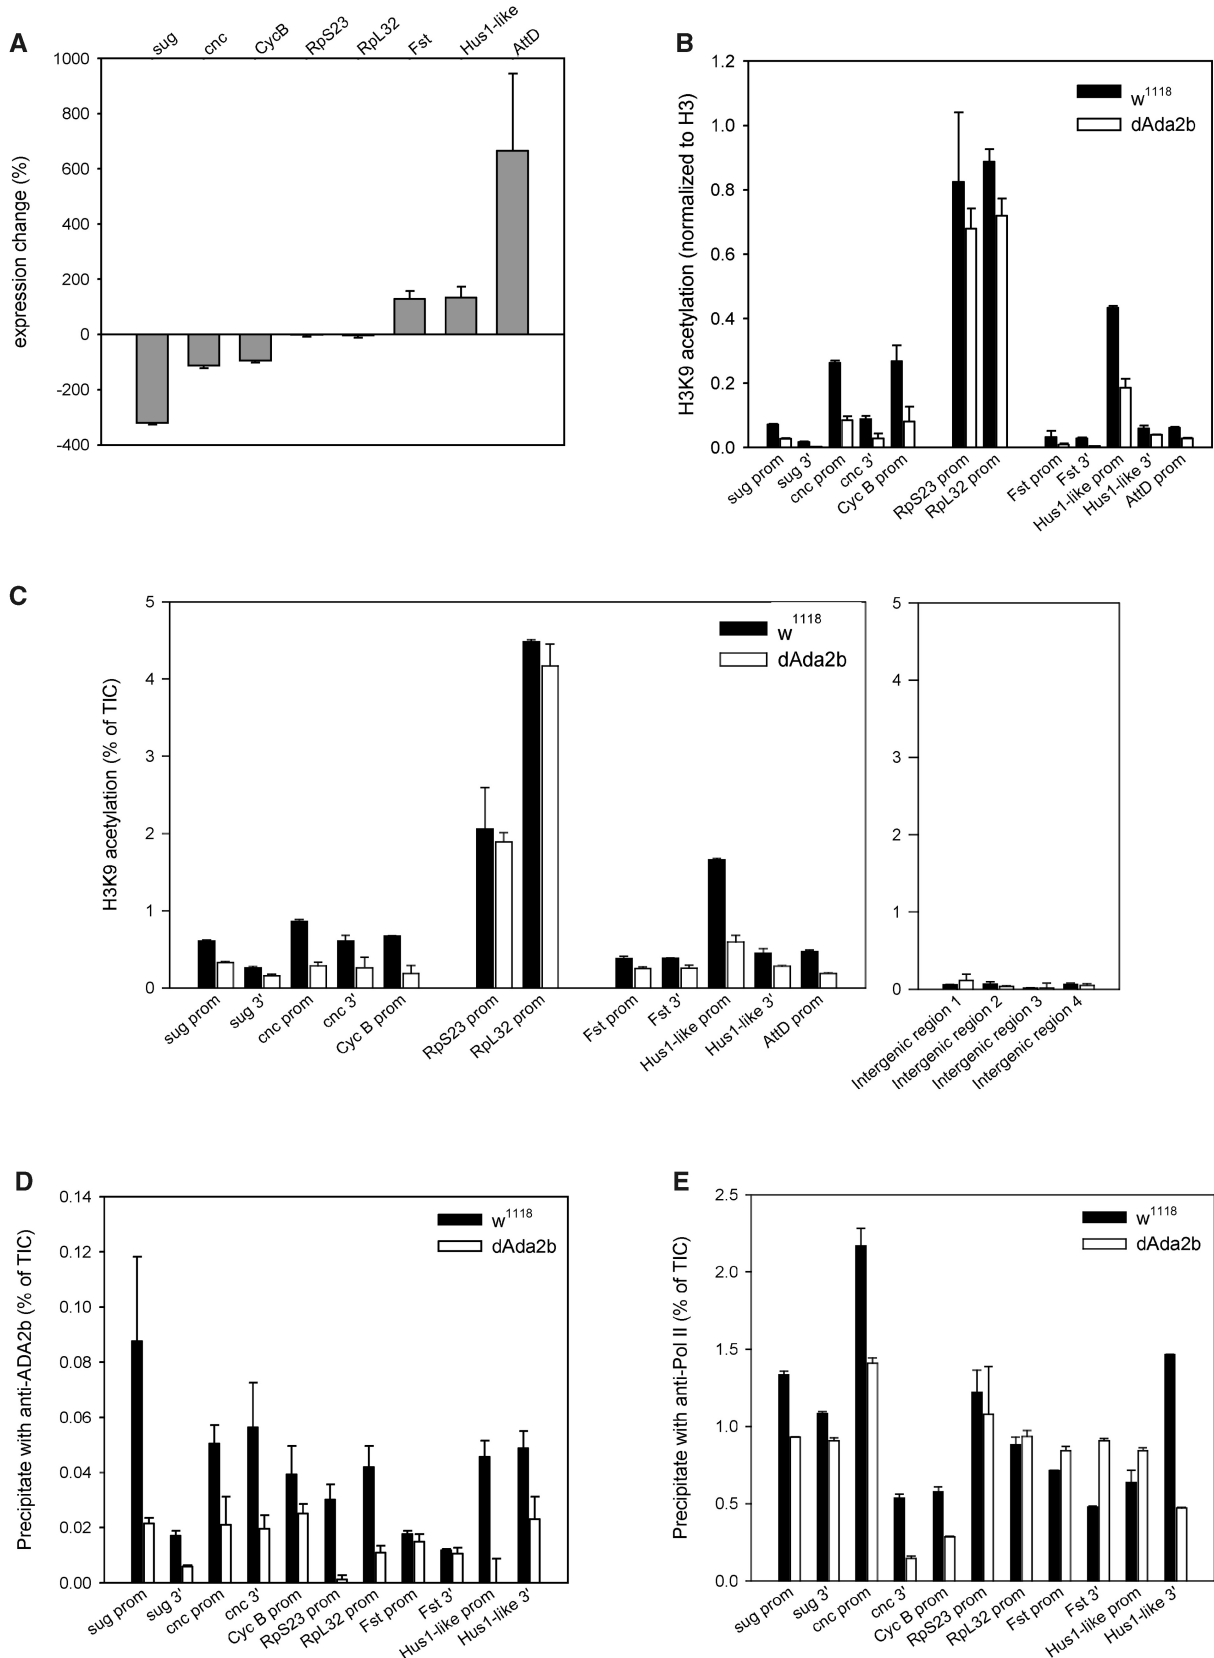 A
sug cnc CycB RpS23 RpL32 Fst Hus1-like AttD
1000
800
600
400
200
0
-200
-400
expression change (%)
B
1.2
1.0
0.8
0.6
0.4
0.2
0.0
H3K9 acetylation (normalized to H3)
w1118
dAda2b
sug prom sug 3' cnc prom cnc 3' Cyc B prom RpS23 prom RpL32 prom Fst prom Fst 3' Hus1-like prom Hus1-like 3' AttD prom
C
5
4
3
2
1
0
H3K9 acetylation (% of TIC)
w1118
dAda2b
sug prom sug 3' cnc prom cnc 3' Cyc B prom RpS23 prom RpL32 prom Fst prom Fst 3' Hus1-like prom Hus1-like 3' AttD prom
5
4
3
2
1
0
Intergenic region 1 Intergenic region 2 Intergenic region 3 Intergenic region 4
D
0.14
0.12
0.10
0.08
0.06
0.04
0.02
0.00
Precipitate with anti-ADA2b (% of TIC)
w1118
dAda2b
sug prom sug 3' cnc prom cnc 3' Cyc B prom RpS23 prom RpL32 prom Fst prom Fst 3' Hus1-like prom Hus1-like 3'
E
2.5
2.0
1.5
1.0
0.5
0.0
Precipitate with anti-Pol II (% of TIC)
w1118
dAda2b
sug prom sug 3' cnc prom cnc 3' Cyc B prom RpS23 prom RpL32 prom Fst prom Fst 3' Hus1-like prom Hus1-like 3'